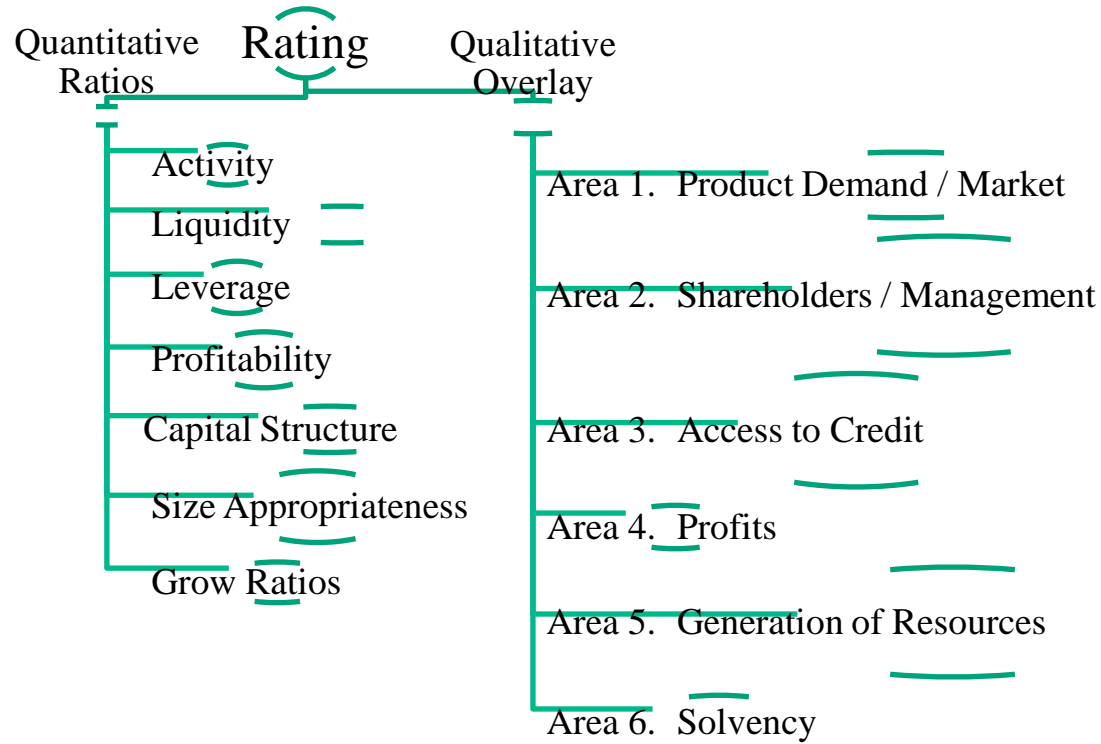 Rating
Quantitative
Ratios
Activity
Liquidity
Leverage
Profitability
Capital Structure
Size Appropriateness
Grow Ratios
Qualitative
Overlay
Area 1. Product Demand / Market
Area 2. Shareholders / Management
Area 3. Access to Credit
Area 4. Profits
Area 5. Generation of Resources
Area 6. Solvency